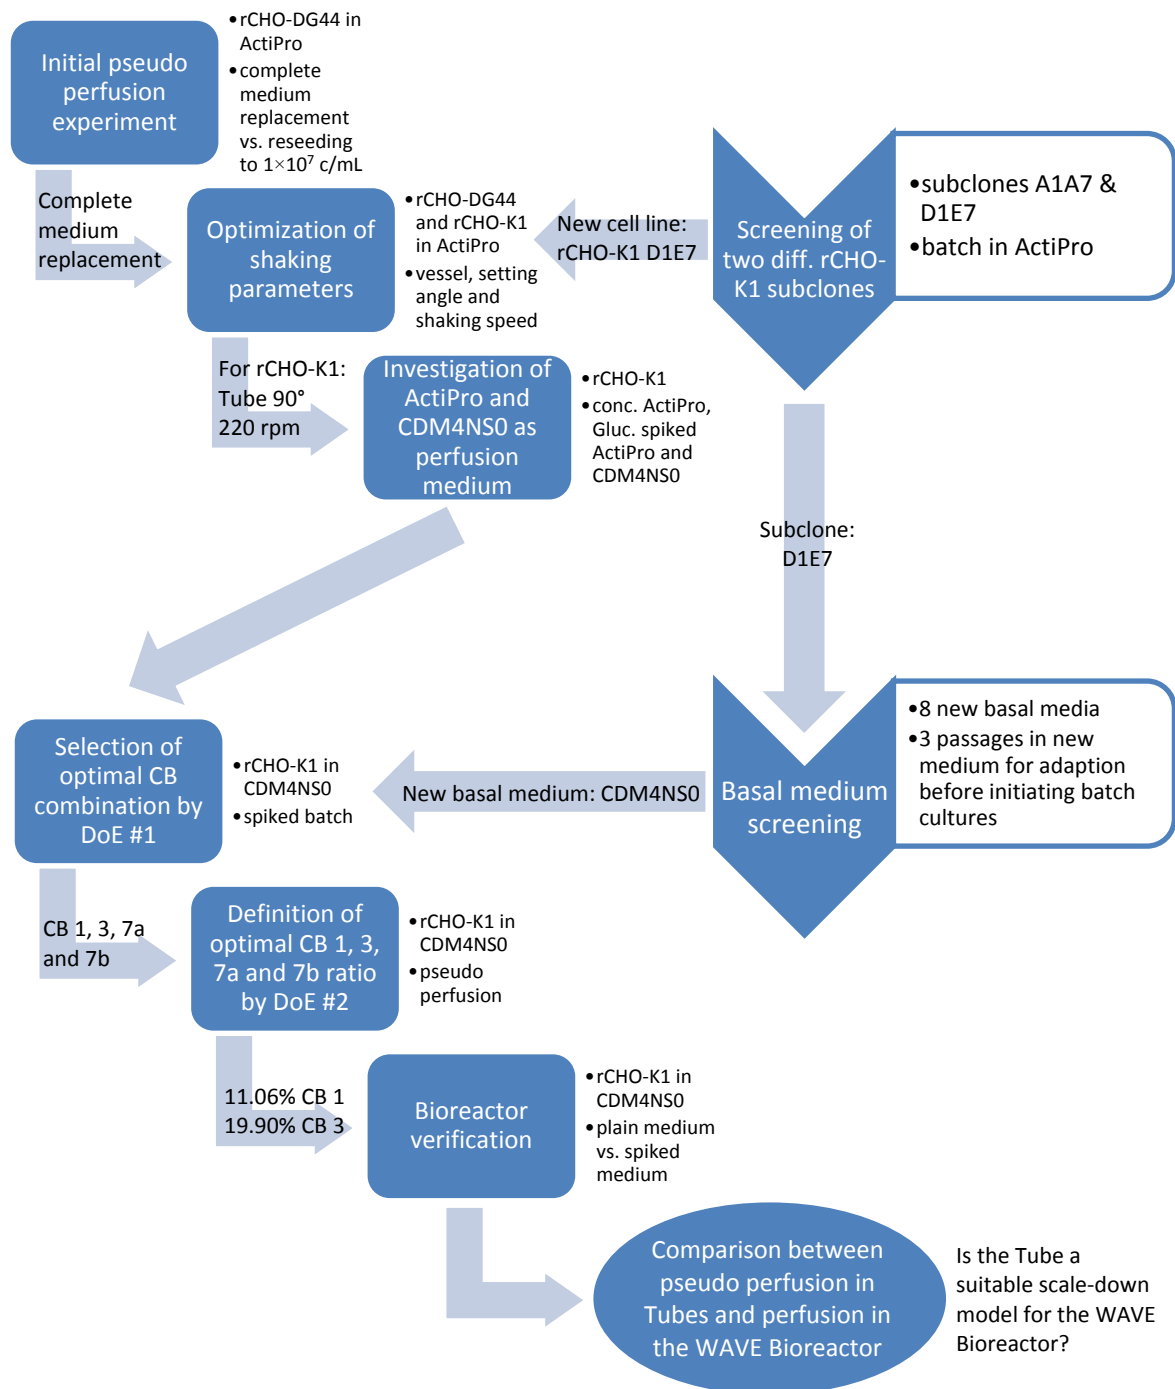 Initial pseudo
perfusion
experiment
•rCHO-DG44 in
ActiPro
•complete
medium
replacement
vs. reseeding
to 1×10⁷ c/mL
Complete
medium
replacement
Optimization of
shaking
parameters
•rCHO-DG44
and rCHO-K1
in ActiPro
•vessel, setting
angle and
shaking speed
New cell line:
rCHO-K1 D1E7
Screening of
two diff. rCHO-
K1 subclones
•subclones A1A7 &
D1E7
•batch in ActiPro
For rCHO-K1:
Tube 90°
220 rpm
Investigation of
ActiPro and
CDM4NS0 as
perfusion
medium
•rCHO-K1
•conc. ActiPro,
Gluc. spiked
ActiPro and
CDM4NS0
Subclone:
D1E7
Selection of
optimal CB
combination by
DoE #1
•rCHO-K1 in
CDM4NS0
•spiked batch
New basal medium: CDM4NS0
Basal medium
screening
•8 new basal media
•3 passages in new
medium for adaption
before initiating batch
cultures
CB 1, 3, 7a
and 7b
Definition of
optimal CB 1, 3,
7a and 7b ratio
by DoE #2
•rCHO-K1 in
CDM4NS0
•pseudo
perfusion
11.06% CB 1
19.90% CB 3
Bioreactor
verification
•rCHO-K1 in
CDM4NS0
•plain medium
vs. spiked
medium
Comparison between
pseudo perfusion in
Tubes and perfusion in
the WAVE Bioreactor
Is the Tube a
suitable scale-down
model for the WAVE
Bioreactor?